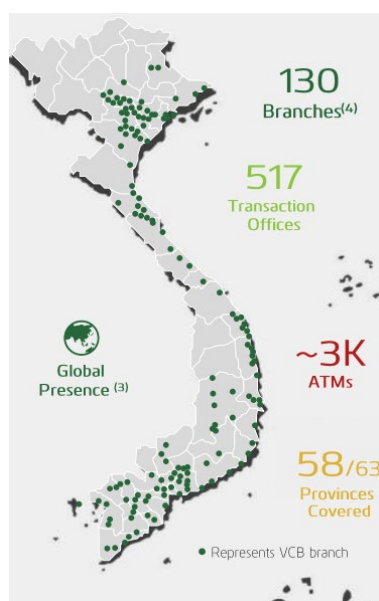 130
Branches(4)
517
Transaction
Offices
Global
Presence (3)
~3K
ATMs
58/63
Provinces
Covered
Represents VCB branch